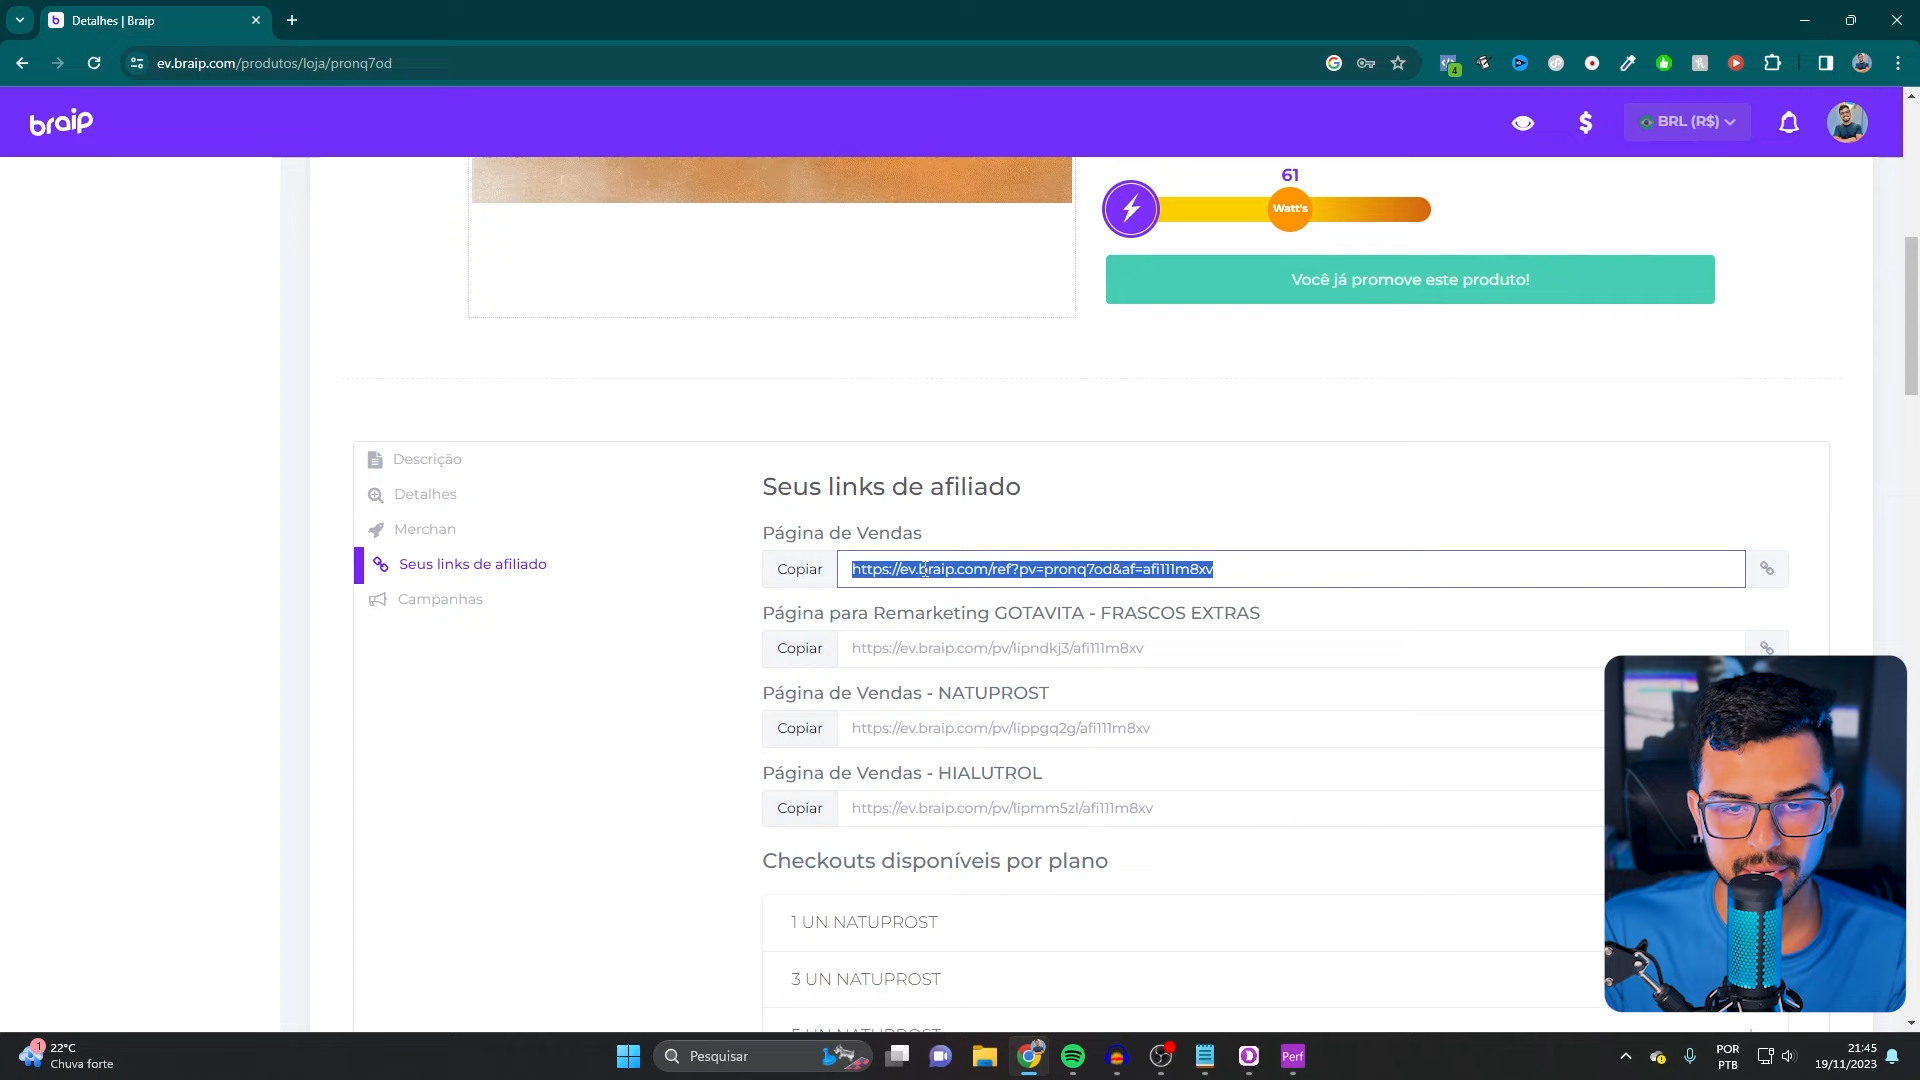 Detalhes | Braip
ev.braip.com/produtos/loja/pronq7od
4
braip
BRL (R$)
61
Watt's
Você já promove este produto!
Descrição
Detalhes
Merchan
Seus links de afiliado
Campanhas
Seus links de afiliado
Página de Vendas
Copiar
https://ev.braip.com/ref?pv=pronq7od&af=afi111m8xv
Página para Remarketing GOTAVITA - FRASCOS EXTRAS
Copiar
https://ev.braip.com/pv/lipndkj3/afi111m8xv
Página de Vendas - NATUPROST
Copiar
https://ev.braip.com/pv/lippgq2g/afi111m8xv
Página de Vendas - HIALUTROL
Copiar
https://ev.braip.com/pv/lipmm5zl/afi111m8xv
Checkouts disponíveis por plano
1 UN NATUPROST
3 UN NATUPROST
5 UN NATUPROST
1
22°C
Chuva forte
Pesquisar
Perf
POR
PTB
21:45
19/11/2023